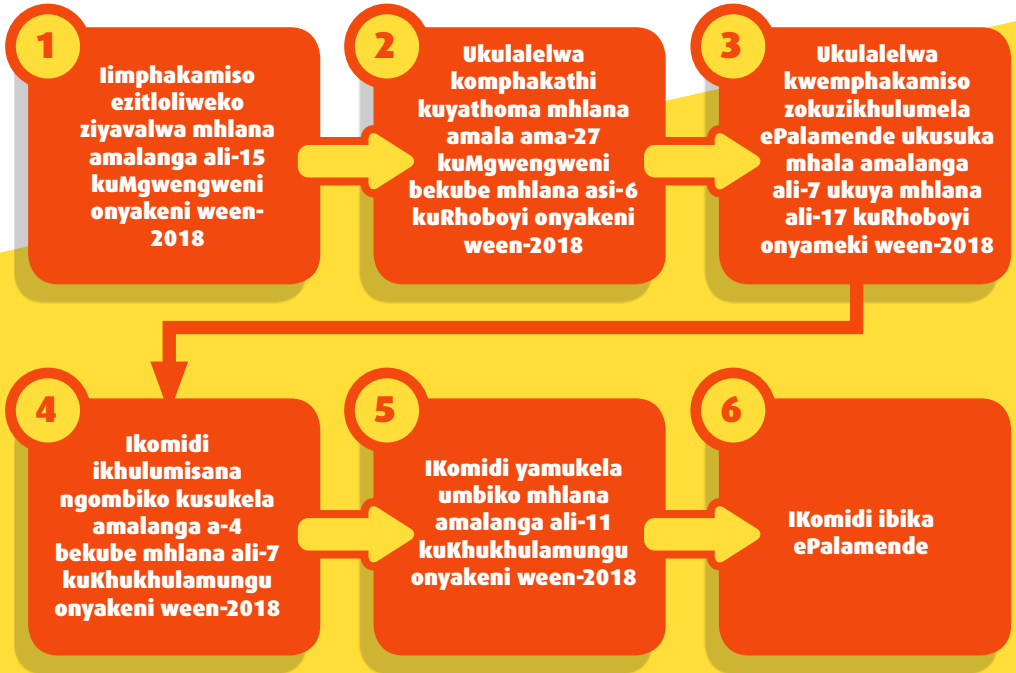 1
Iimphakamiso
ezitloliweko
ziyavalwa mhlana
amalanga ali-15
kuMgwengweni
onyakeni ween-
2018
2
Ukulalelwa
komphakathi
kuyathoma mhlana
amala ama-27
kuMgwengweni
bekube mhlana asi-6
kuRhoboyi onyakeni
ween-2018
3
Ukulalelwa
kwemphakamiso
zokuzikhulumela
ePalamende ukusuka
mhala amalanga
ali-7 ukuya mhlana
ali-17 kuRhoboyi
onyameki ween-2018
4
Ikomidi
ikhulumisana
ngombiko kusukela
amalanga a-4
bekube mhlana ali-7
kuKhukhulamungu
onyakeni ween-2018
5
IKomidi yamukela
umbiko mhlana
amalanga ali-11
kuKhukhulamungu
onyakeni ween-2018
6
IKomidi ibika
ePalamende